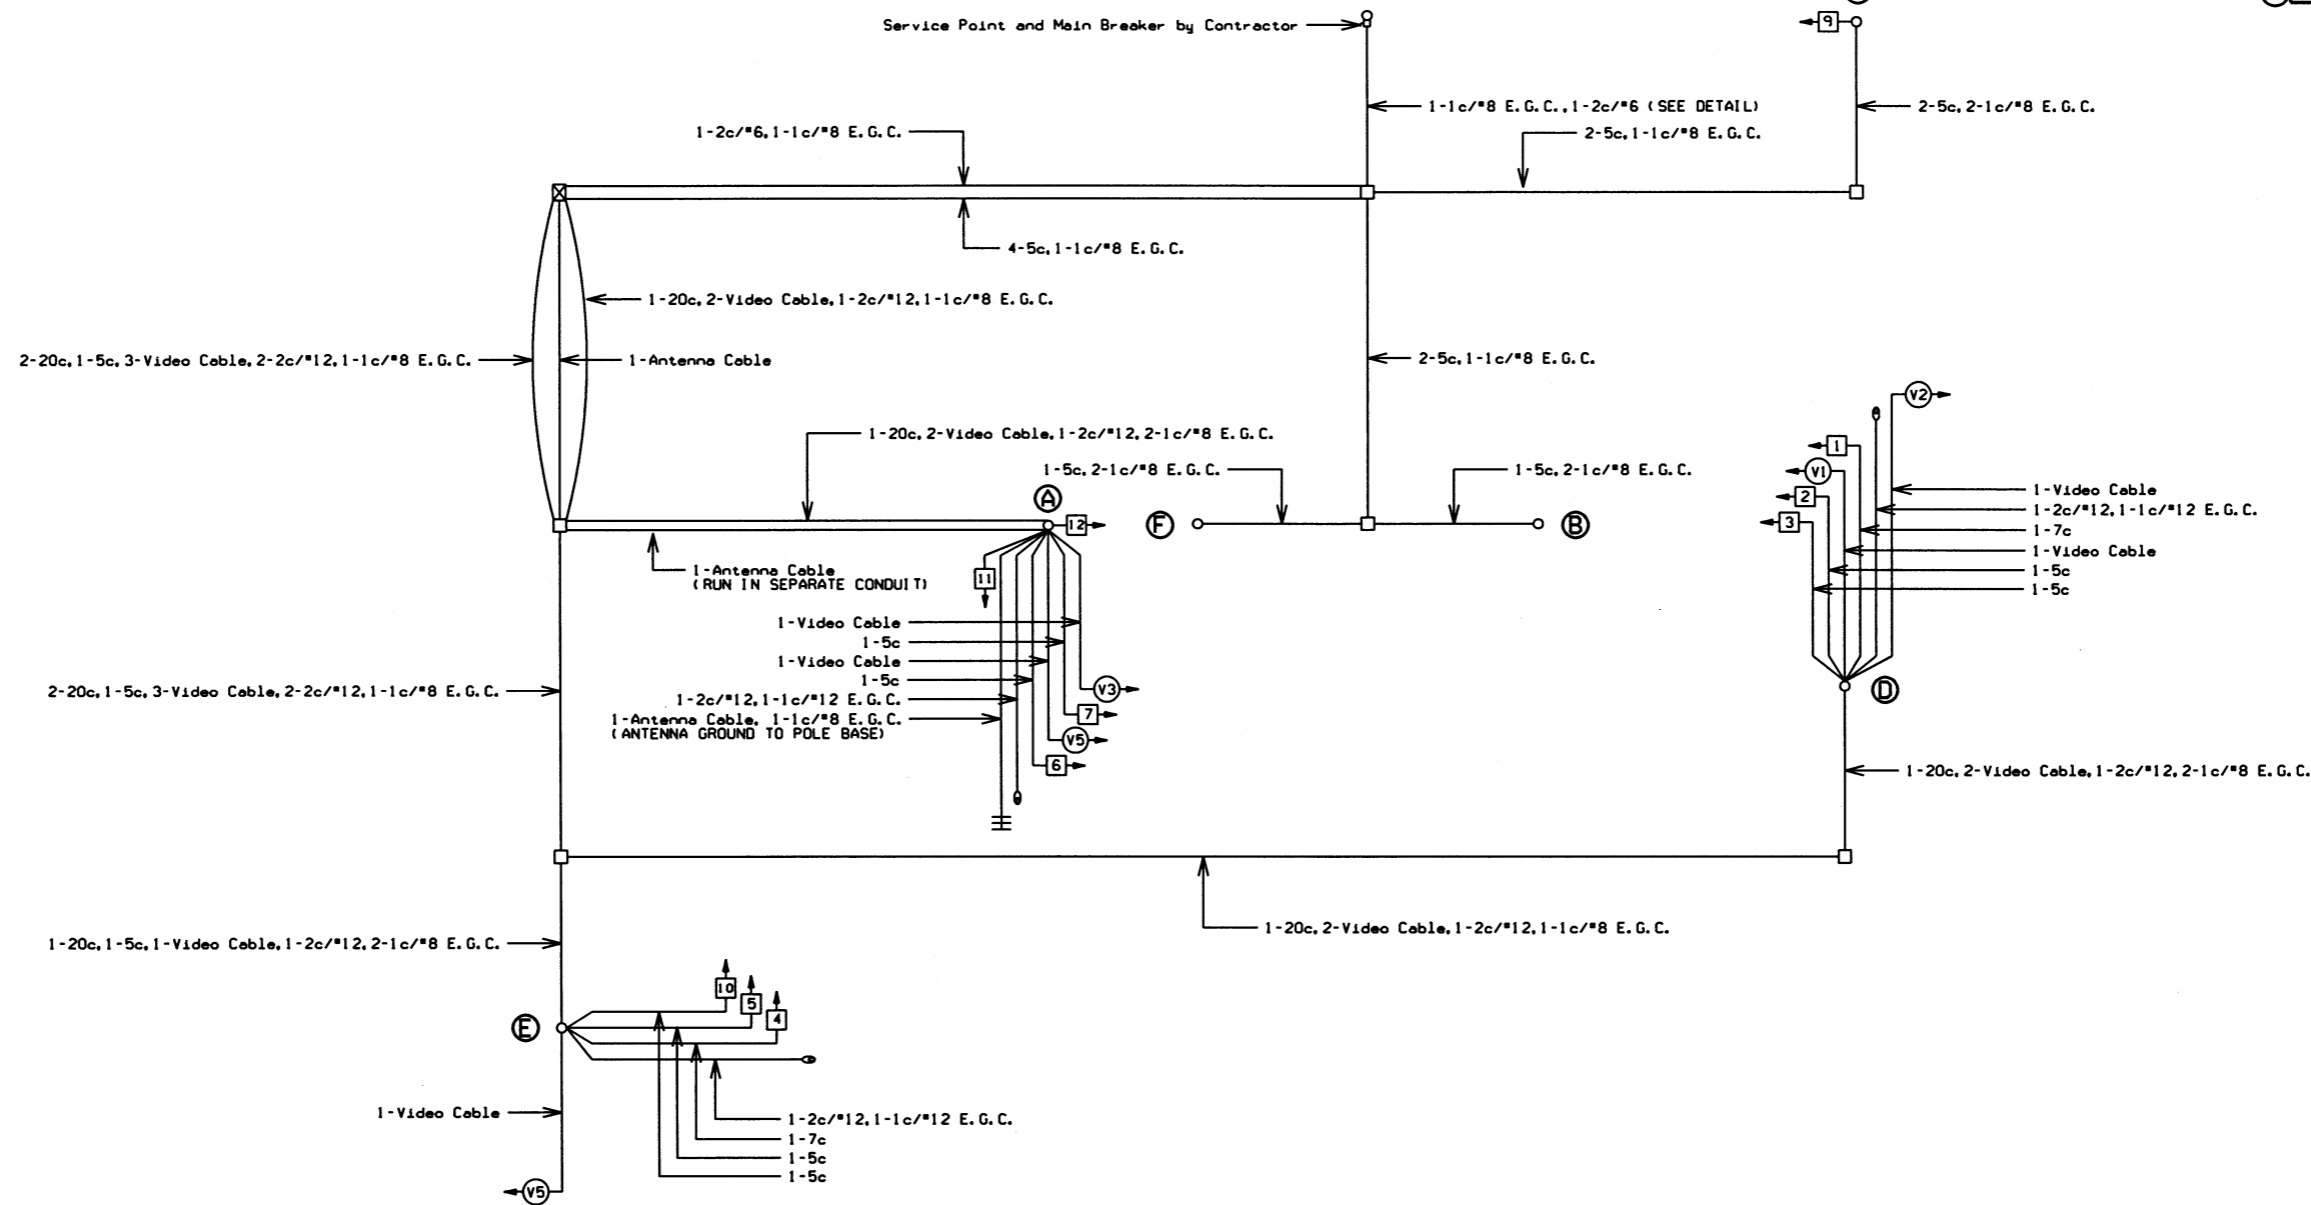 Service Point and Main Breaker by Contractor
9
1-1c/#8 E.G.C.,1-2c/#6 (SEE DETAIL)
2-5c,2-1c/#8 E.G.C.
1-2c/#6,1-1c/#8 E.G.C.
2-5c,1-1c/#8 E.G.C.
4-5c,1-1c/#8 E.G.C.
1-20c,2-Video Cable,1-2c/#12,1-1c/#8 E.G.C.
2-20c,1-5c,3-Video Cable,2-2c/#12,1-1c/#8 E.G.C.
1-Antenna Cable
2-5c,1-1c/#8 E.G.C.
V2
1-20c,2-Video Cable,1-2c/#12,2-1c/#8 E.G.C.
1
1-5c,2-1c/#8 E.G.C.
1-5c,2-1c/#8 E.G.C.
V1
A
2
1-Video Cable
12
F
B
3
1-2c/#12,1-1c/#12 E.G.C.
1-7c
1-Video Cable
1-5c
1-5c
1-Antenna Cable
(RUN IN SEPARATE CONDUIT)
11
1-Video Cable
1-5c
1-Video Cable
1-5c
1-2c/#12,1-1c/#12 E.G.C.
1-Antenna Cable, 1-1c/#8 E.G.C.
(ANTENNA GROUND TO POLE BASE)
V3
7
V5
6
D
2-20c,1-5c,3-Video Cable,2-2c/#12,1-1c/#8 E.G.C.
1-20c,2-Video Cable,1-2c/#12,2-1c/#8 E.G.C.
1-20c,2-Video Cable,1-2c/#12,1-1c/#8 E.G.C.
1-20c,1-5c,1-Video Cable,1-2c/#12,2-1c/#8 E.G.C.
10
5
4
E
1-Video Cable
1-2c/#12,1-1c/#12 E.G.C.
1-7c
1-5c
1-5c
V5